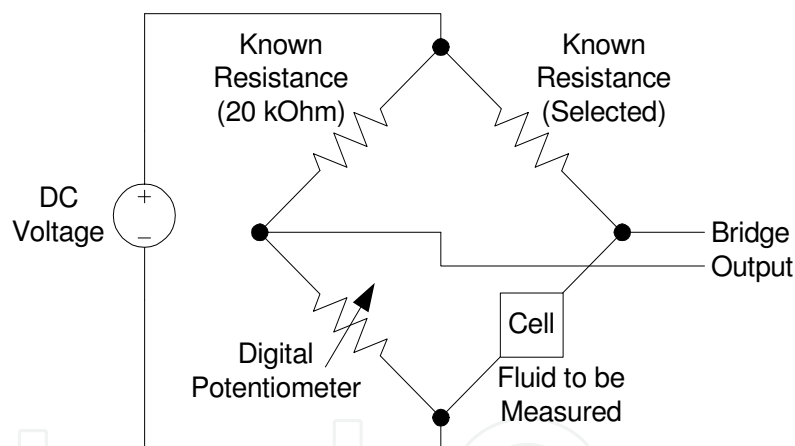 Known
Resistance
(20 kOhm)
Known
Resistance
(Selected)
DC
Voltage
+
−
Bridge
Output
Cell
Digital
Potentiometer
Fluid to be
Measured